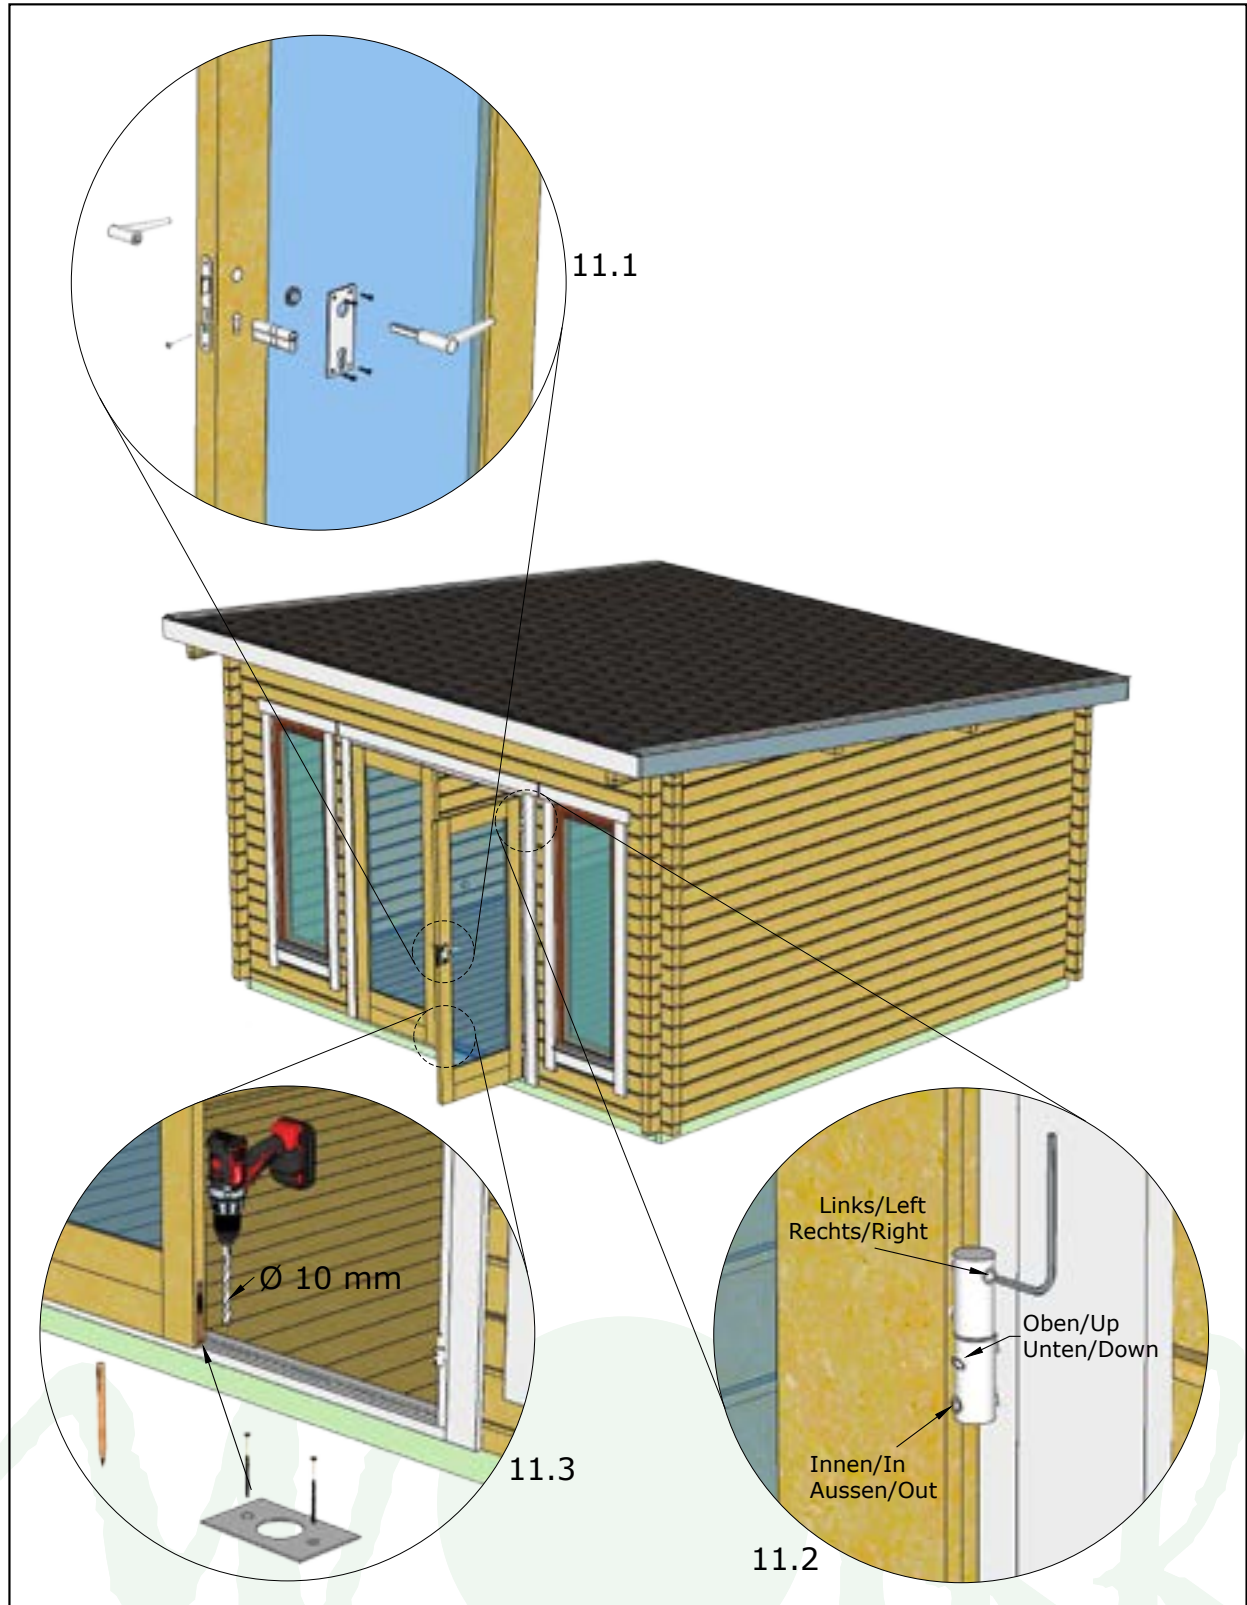 11.1
Ø 10 mm
11.3
Links/Left
Rechts/Right
Oben/Up
Unten/Down
Innen/In
Aussen/Out
11.2